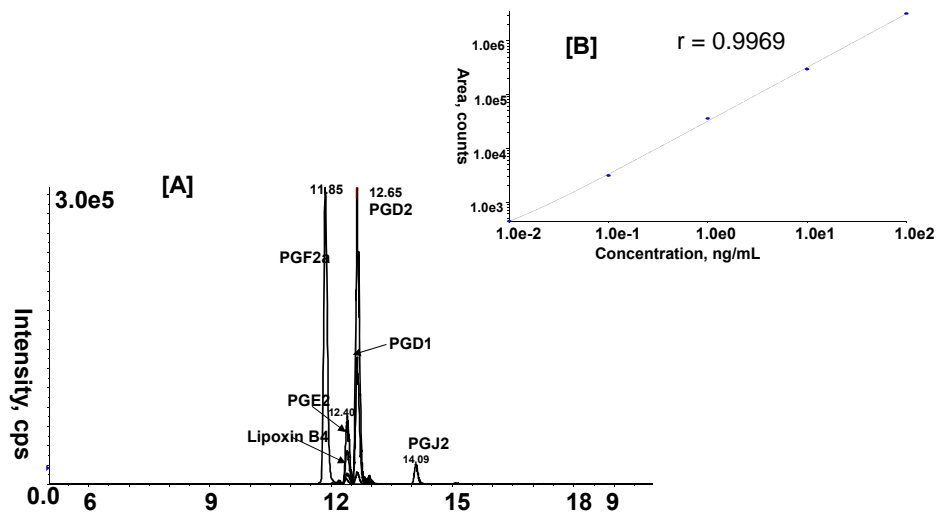 [B]
r = 0.9969
Area, counts
1.0e6
1.0e5
1.0e4
1.0e3
1.0e-2 1.0e-1 1.0e0 1.0e1 1.0e2
Concentration, ng/mL
[A]
3.0e5
11.85
12.65
PGD2
PGF2a
PGD1
PGE2
12.40
Lipoxin B4
PGJ2
14.09
Intensity, cps
0.0 6 9 12 15 18 9